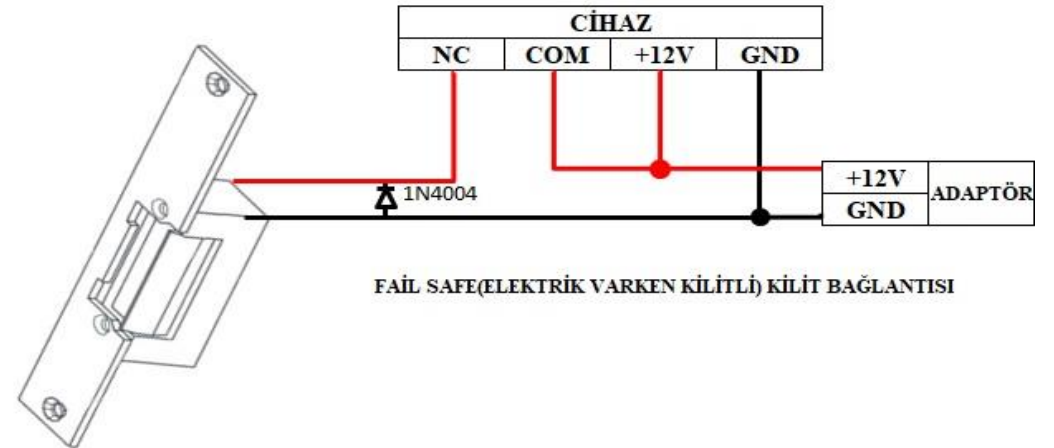 CİHAZ
NC COM +12V GND
1N4004
+12V
GND
ADAPTÖR
FAİL SAFE(ELEKTRİK VARKEN KİLİTLİ) KİLİT BAĞLANTISI